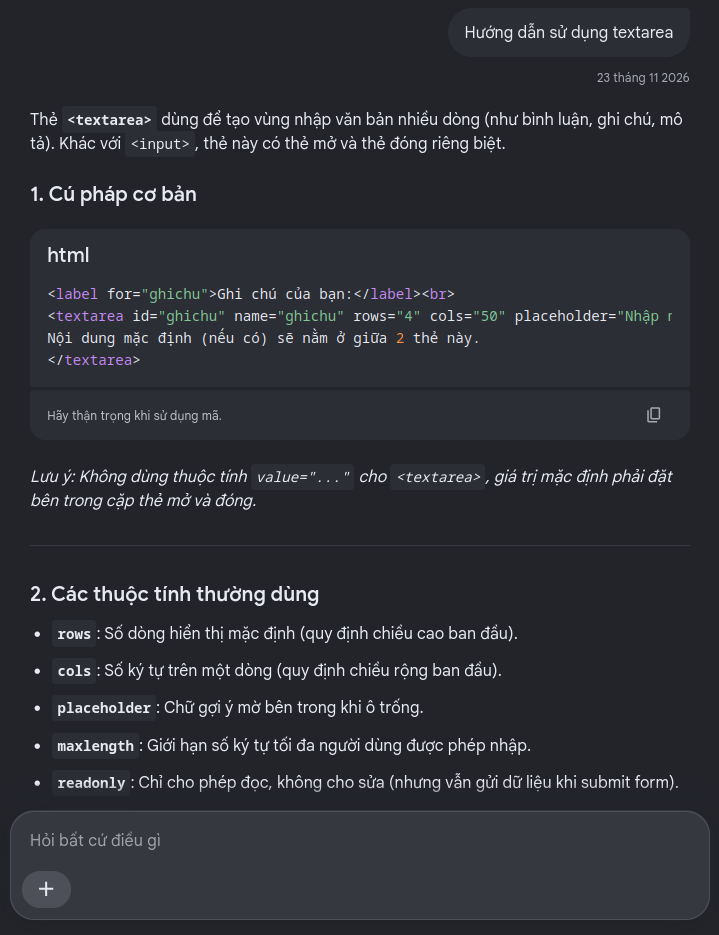 Hướng dẫn sử dụng textarea
23 tháng 11 2026
Thẻ <textarea> dùng để tạo vùng nhập văn bản nhiều dòng (như bình luận, ghi chú, mô
tả). Khác với <input>, thẻ này có thẻ mở và thẻ đóng riêng biệt.
1. Cú pháp cơ bản
html
<label for="ghichu">Ghi chú của bạn:</label><br>
<textarea id="ghichu" name="ghichu" rows="4" cols="50" placeholder="Nhập
Nội dung mặc định (nếu có) sẽ nằm ở giữa 2 thẻ này.
</textarea>
Hãy thận trọng khi sử dụng mã.
Lưu ý: Không dùng thuộc tính value="..." cho <textarea>, giá trị mặc định phải đặt
bên trong cặp thẻ mở và đóng.
2. Các thuộc tính thường dùng
• rows: Số dòng hiển thị mặc định (quy định chiều cao ban đầu).
• cols: Số ký tự trên một dòng (quy định chiều rộng ban đầu).
• placeholder: Chữ gợi ý mờ bên trong khi ô trống.
• maxlength: Giới hạn số ký tự tối đa người dùng được phép nhập.
• readonly: Chỉ cho phép đọc, không cho sửa (nhưng vẫn gửi dữ liệu khi submit form).
Hỏi bất cứ điều gì